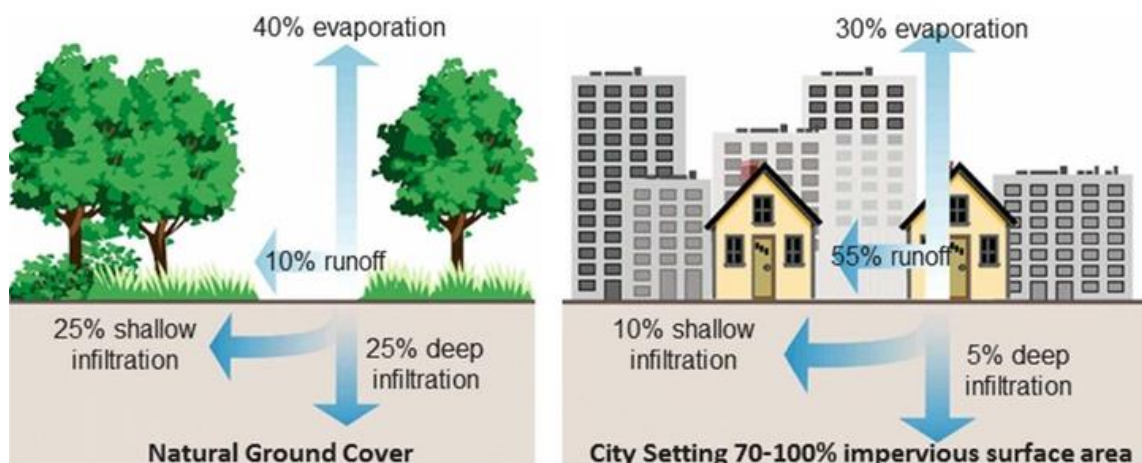 40% evaporation
10% runoff
25% shallow
infiltration
25% deep
infiltration
Natural Ground Cover
30% evaporation
55% runoff
10% shallow
infiltration
5% deep
infiltration
City Setting 70-100% impervious surface area